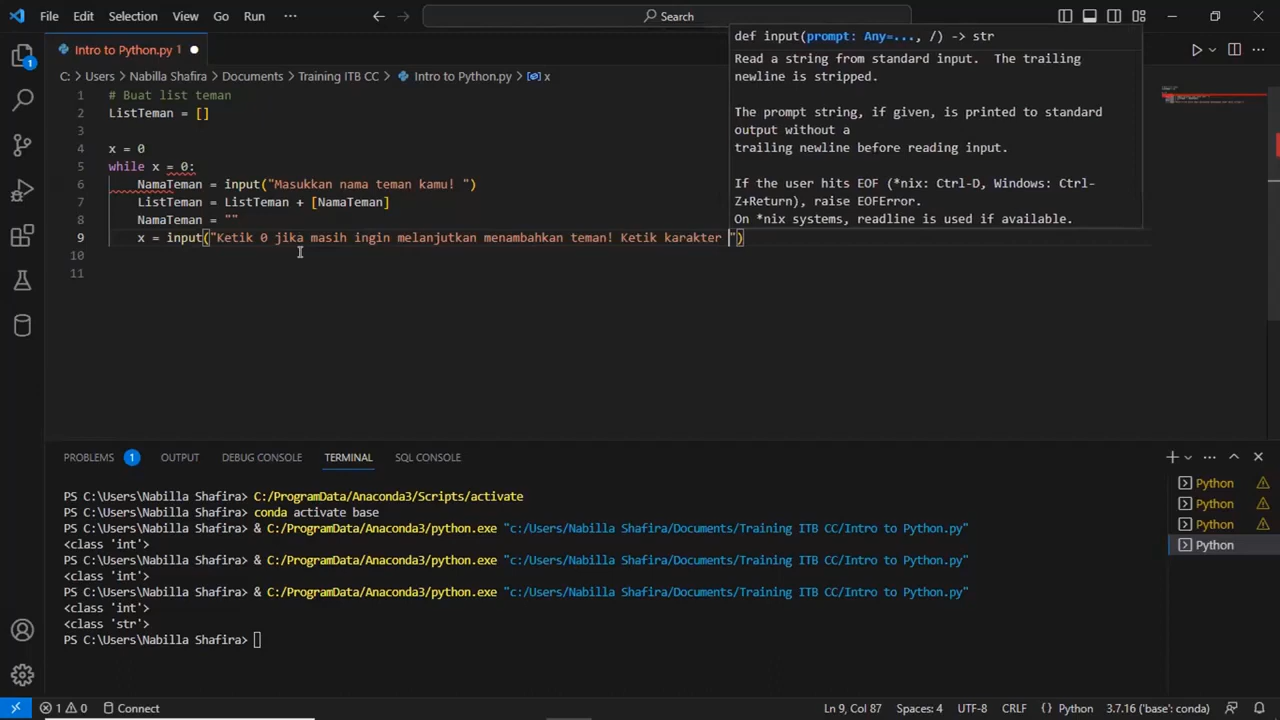 File Edit Selection View Go Run ··· Search
Intro to Python.py 1
C: > Users > Nabilla Shafira > Documents > Training ITB CC > Intro to Python.py > x
1 # Buat list teman
2 ListTeman = []
3
4 x = 0
5 while x = 0:
6 NamaTeman = input("Masukkan nama teman kamu! ")
7 ListTeman = ListTeman + [NamaTeman]
8 NamaTeman = ""
9 x = input("Ketik 0 jika masih ingin melanjutkan menambahkan teman! Ketik karakter ")
10
11
def input(prompt: Any=..., /) -> str
Read a string from standard input. The trailing
newline is stripped.
The prompt string, if given, is printed to standard
output without a
trailing newline before reading input.
If the user hits EOF (*nix: Ctrl-D, Windows: Ctrl-
Z+Return), raise EOFError.
On *nix systems, readline is used if available.
1
PROBLEMS 1 OUTPUT DEBUG CONSOLE TERMINAL SQL CONSOLE
PS C:\Users\Nabilla Shafira> C:/ProgramData/Anaconda3/Scripts/activate
PS C:\Users\Nabilla Shafira> conda activate base
PS C:\Users\Nabilla Shafira> & C:/ProgramData/Anaconda3/python.exe "c:/Users/Nabilla Shafira/Documents/Training ITB CC/Intro to Python.py"
<class 'int'>
PS C:\Users\Nabilla Shafira> & C:/ProgramData/Anaconda3/python.exe "c:/Users/Nabilla Shafira/Documents/Training ITB CC/Intro to Python.py"
<class 'int'>
PS C:\Users\Nabilla Shafira> & C:/ProgramData/Anaconda3/python.exe "c:/Users/Nabilla Shafira/Documents/Training ITB CC/Intro to Python.py"
<class 'int'>
<class 'str'>
PS C:\Users\Nabilla Shafira>
Python
Python
Python
Python
1 0 Connect Ln 9, Col 87 Spaces: 4 UTF-8 CRLF {} Python 3.7.16 ('base': conda)